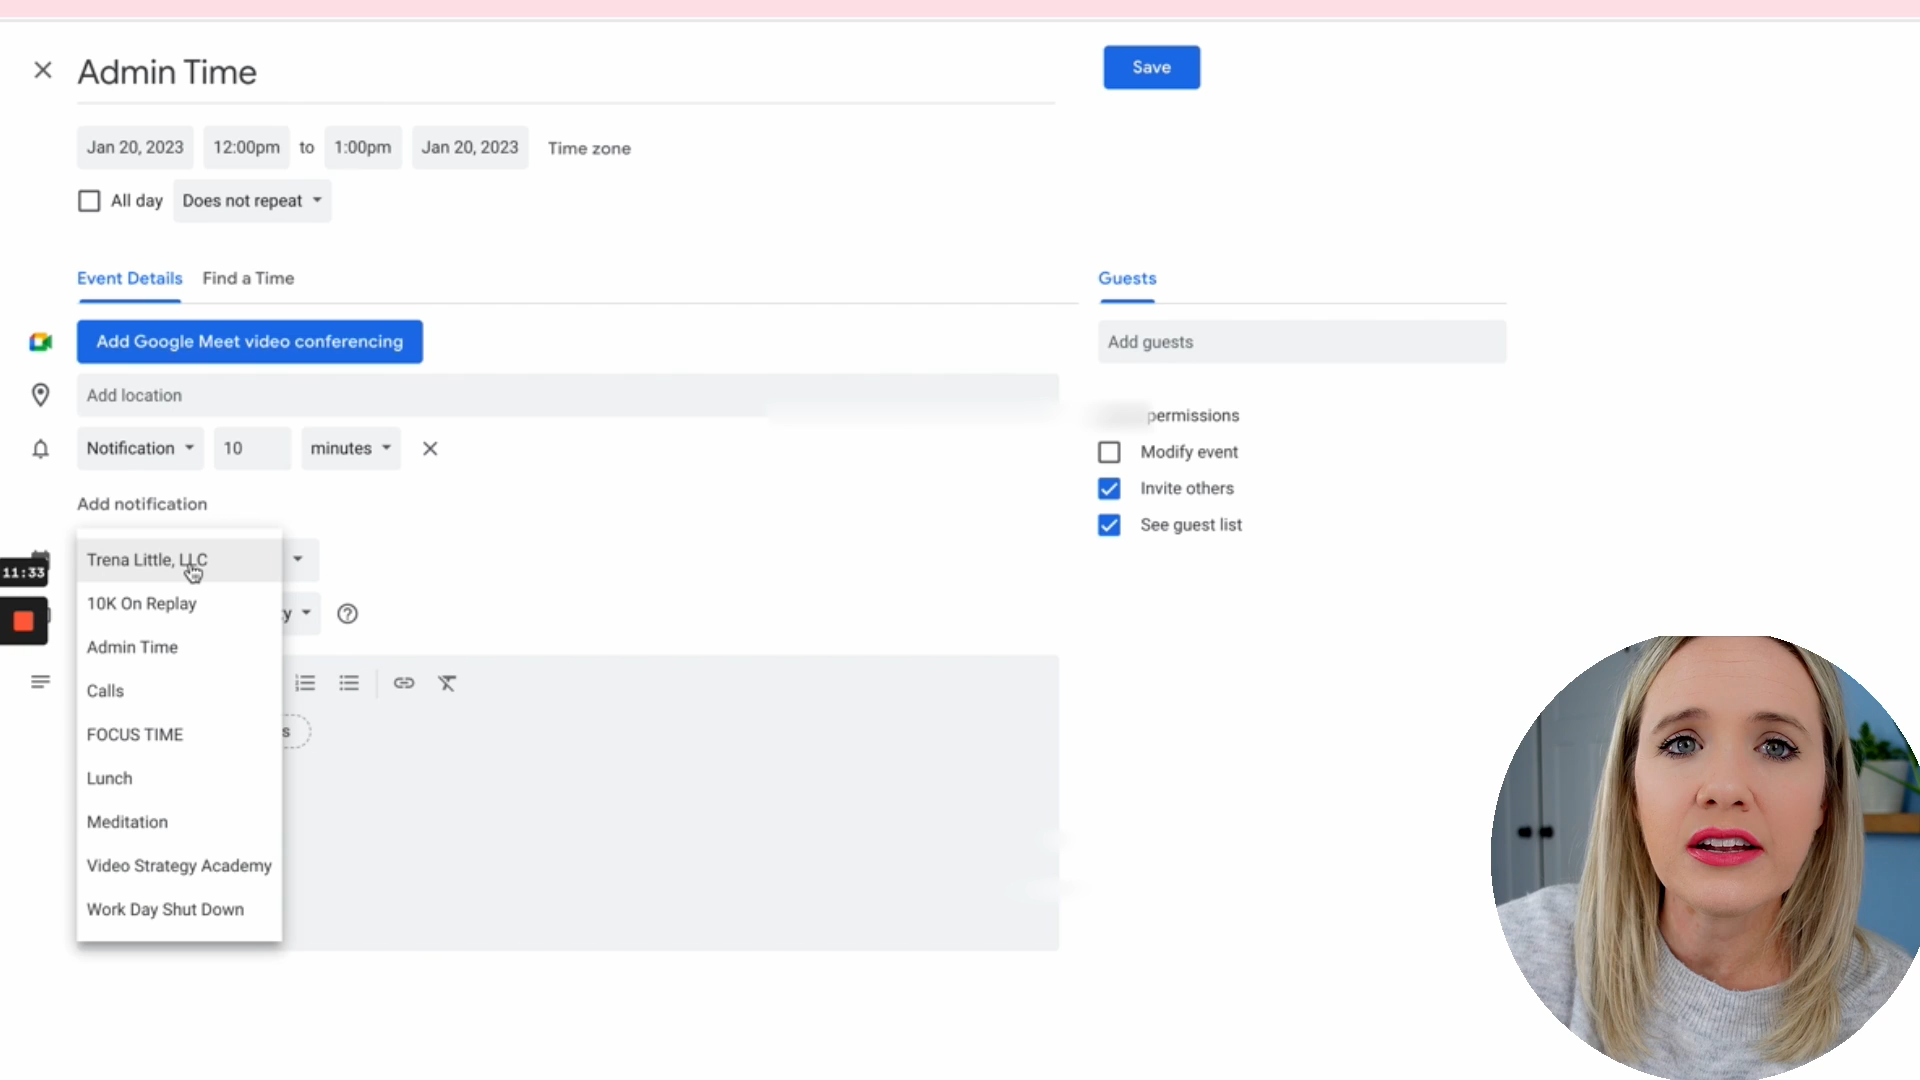 Admin Time
Save
Jan 20, 2023 12:00pm to 1:00pm Jan 20, 2023 Time zone
All day Does not repeat
Event Details Find a Time
Guests
Add Google Meet video conferencing
Add guests
Add location
permissions
Notification 10 minutes
Modify event
Invite others
Add notification
See guest list
Trena Little, LLC
11:33
10K On Replay
y
Admin Time
Calls
FOCUS TIME
s
Lunch
Meditation
Video Strategy Academy
Work Day Shut Down